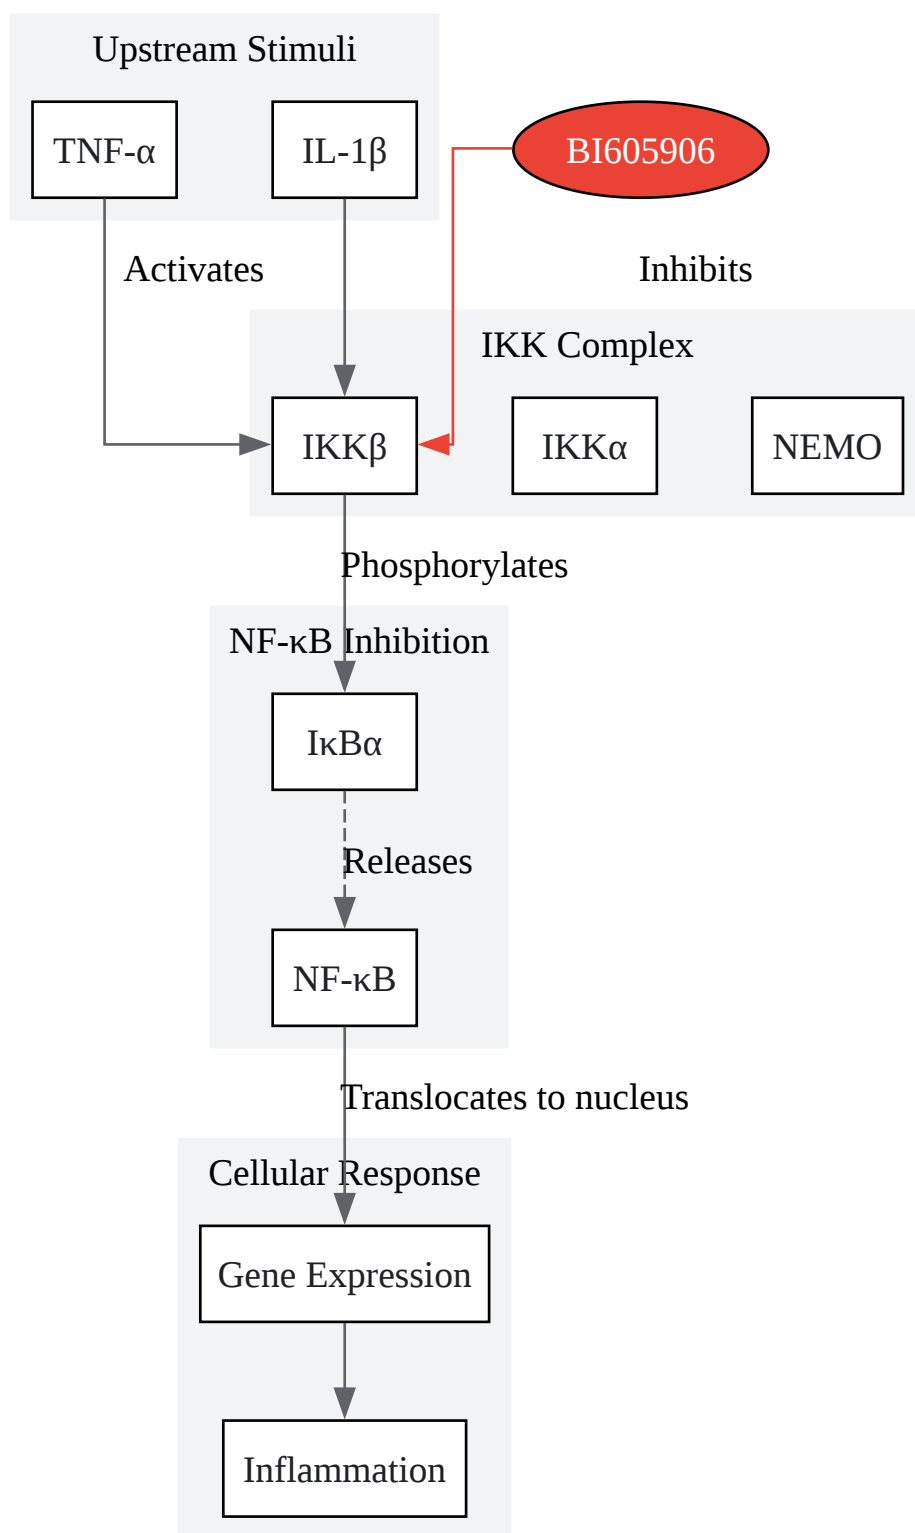 Upstream Stimuli
TNF-α
IL-1β
BI605906
Activates
Inhibits
IKK Complex
IKKβ
IKKα
NEMO
Phosphorylates
NF-κB Inhibition
IκBα
Releases
NF-κB
Translocates to nucleus
Cellular Response
Gene Expression
Inflammation